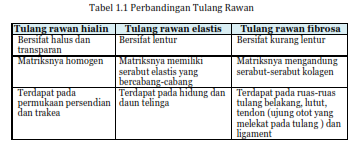 Tabel 1.1 Perbandingan Tulang Rawan
Tulang rawan hialin Tulang rawan elastis Tulang rawan fibrosa
Bersifat halus dan transparan Bersifat lentur Bersifat kurang lentur
Matriksnya homogen Matriksnya memiliki serabut elastis yang bercabang-cabang Matriksnya mengandung serabut-serabut kolagen
Terdapat pada permukaan persendian dan trakea Terdapat pada hidung dan daun telinga Terdapat pada ruas-ruas tulang belakang, lutut, tendon (ujung otot yang melekat pada tulang ) dan ligament